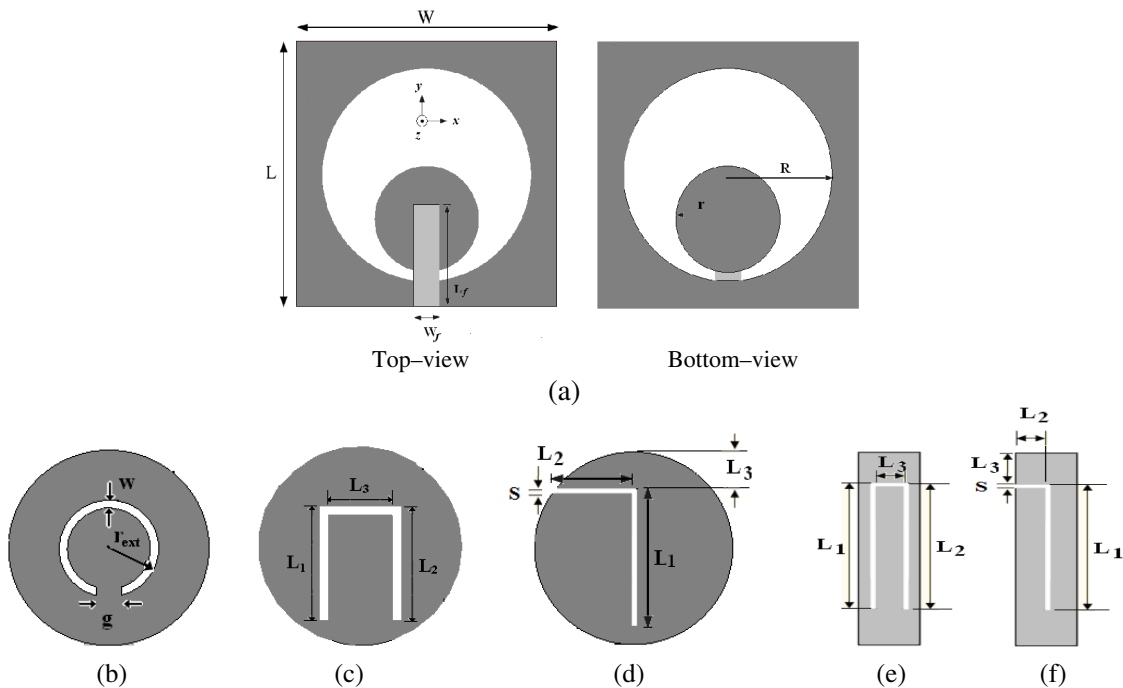 W
y
x
z
L
L_f
W_f
R
r
Top–view
Bottom–view
(a)
W
r_ext
g
(b)
L_3
L_1
L_2
(c)
L_2
S
L_3
L_1
(d)
L_3
L_1
L_2
(e)
L_2
L_3
S
L_1
(f)